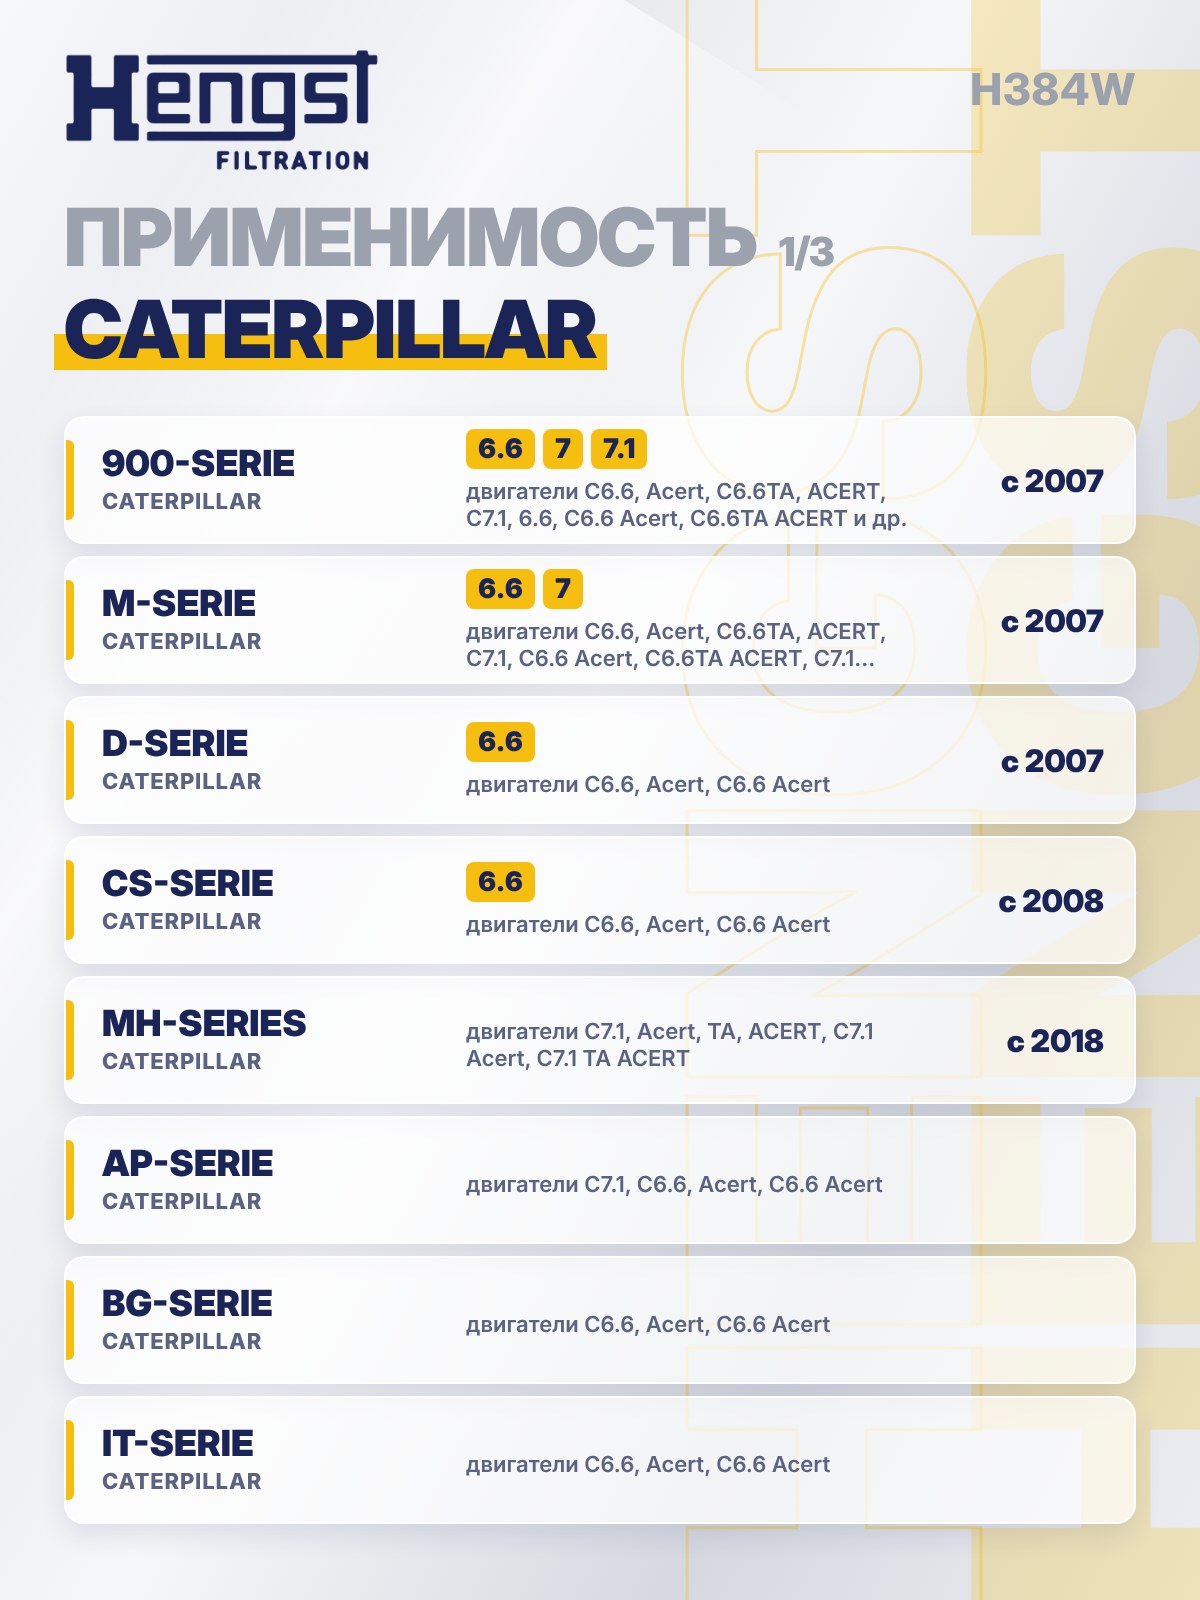 Hengst
FILTRATION
H384W
ПРИМЕНИМОСТЬ 1/3
CATERPILLAR
900-SERIE
CATERPILLAR
6.6 7 7.1
двигатели C6.6, Acert, C6.6TA, ACERT,
C7.1, 6.6, C6.6 Acert, C6.6TA ACERT и др.
с 2007
M-SERIE
CATERPILLAR
6.6 7
двигатели C6.6, Acert, C6.6TA, ACERT,
C7.1, C6.6 Acert, C6.6TA ACERT, C7.1...
с 2007
D-SERIE
CATERPILLAR
6.6
двигатели C6.6, Acert, C6.6 Acert
с 2007
CS-SERIE
CATERPILLAR
6.6
двигатели C6.6, Acert, C6.6 Acert
с 2008
MH-SERIES
CATERPILLAR
двигатели C7.1, Acert, TA, ACERT, C7.1
Acert, C7.1 TA ACERT
с 2018
AP-SERIE
CATERPILLAR
двигатели C7.1, C6.6, Acert, C6.6 Acert
BG-SERIE
CATERPILLAR
двигатели C6.6, Acert, C6.6 Acert
IT-SERIE
CATERPILLAR
двигатели C6.6, Acert, C6.6 Acert
HENGST
HENGST